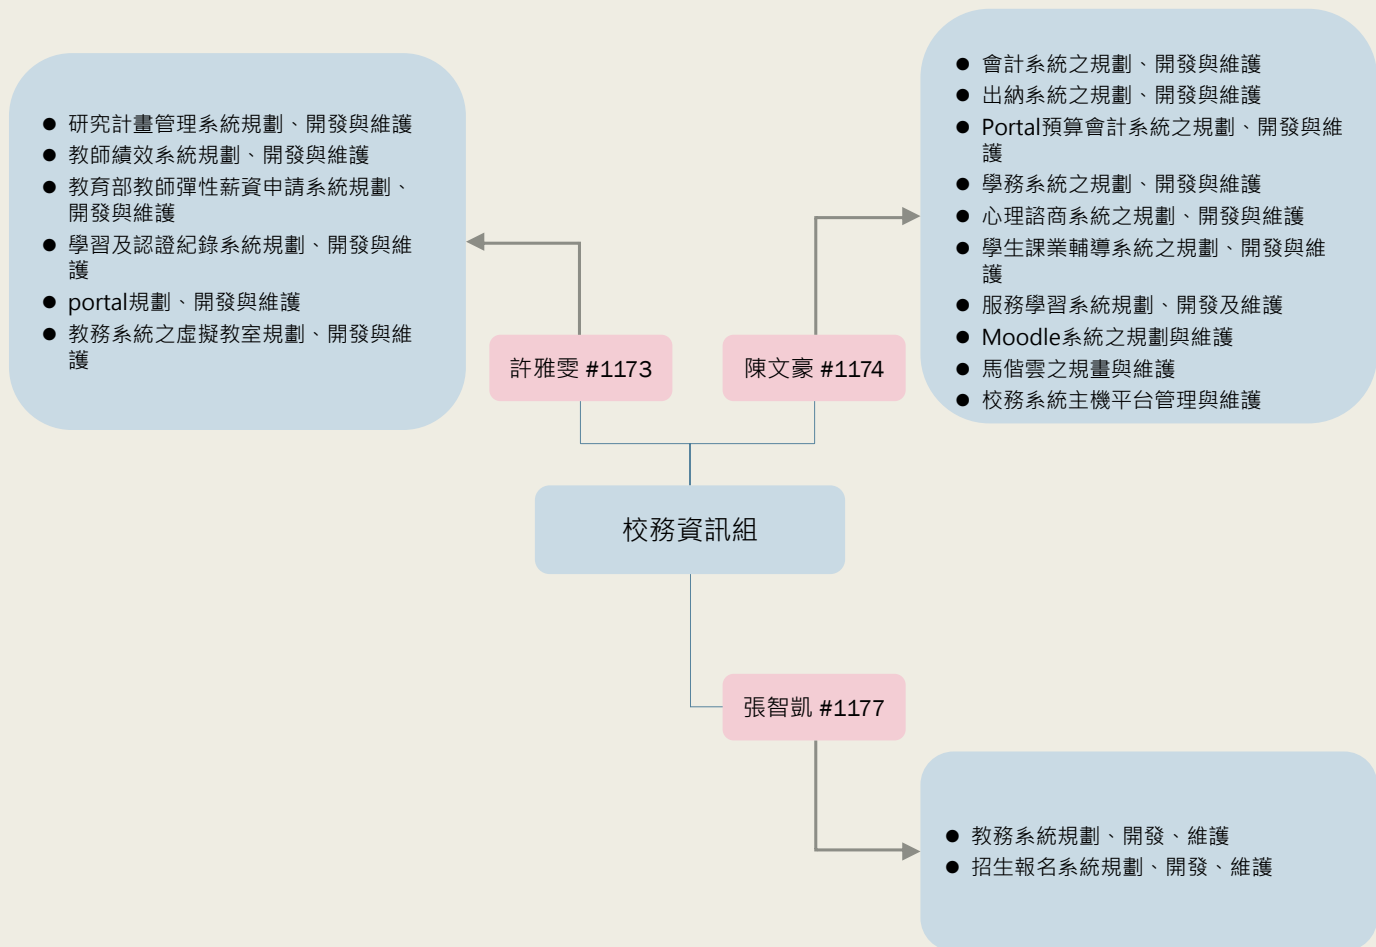 研究計畫管理系統規劃、開發與維護
教師績效系統規劃、開發與維護
教育部教師彈性薪資申請系統規劃、
開發與維護
學習及認證紀錄系統規劃、開發與維
護
portal規劃、開發與維護
教務系統之虛擬教室規劃、開發與維
護
會計系統之規劃、開發與維護
出納系統之規劃、開發與維護
Portal預算會計系統之規劃、開發與維
護
學務系統之規劃、開發與維護
心理諮商系統之規劃、開發與維護
學生課業輔導系統之規劃、開發與維
護
服務學習系統規劃、開發及維護
Moodle系統之規劃與維護
馬偕雲之規畫與維護
校務系統主機平台管理與維護
許雅雯 #1173
陳文豪 #1174
校務資訊組
張智凱 #1177
教務系統規劃、開發、維護
招生報名系統規劃、開發、維護